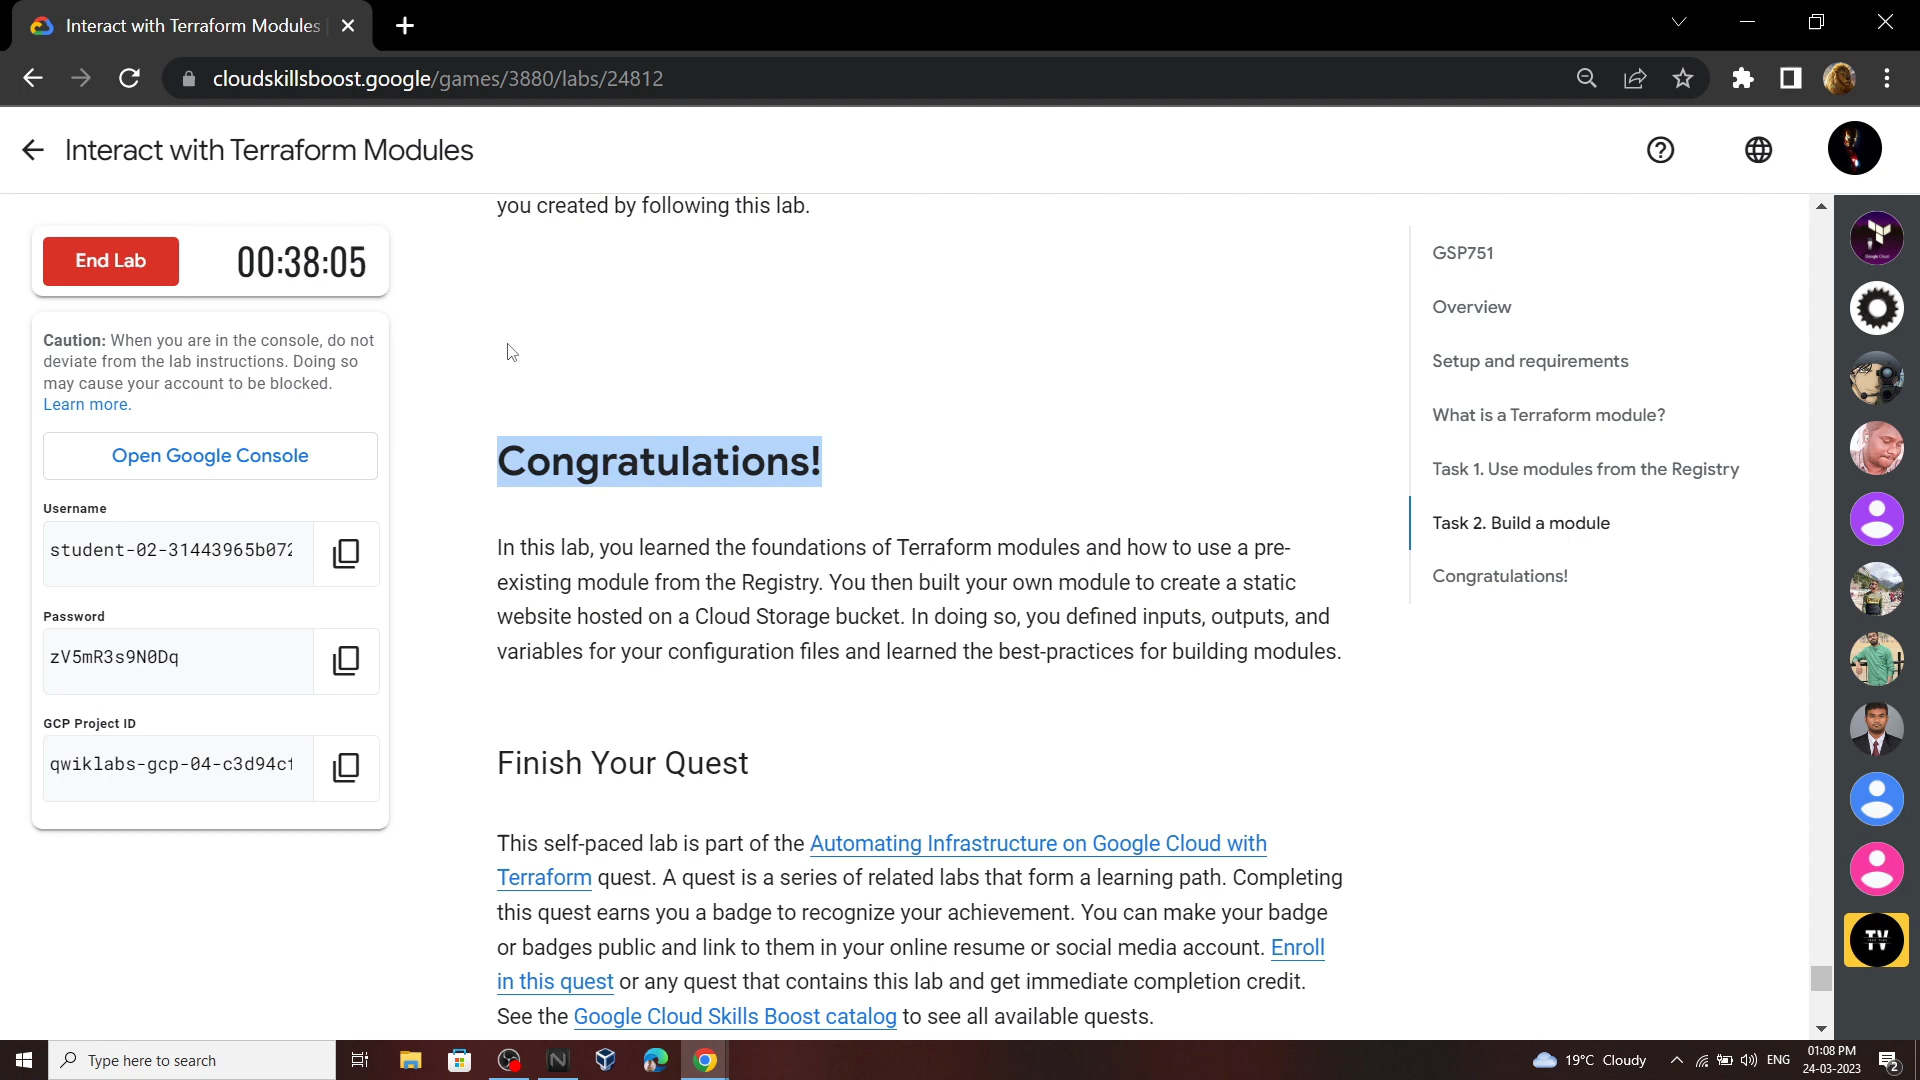 Interact with Terraform Modules
cloudskillsboost.google/games/3880/labs/24812
Interact with Terraform Modules
you created by following this lab.
End Lab
00:38:05
Caution: When you are in the console, do not
deviate from the lab instructions. Doing so
may cause your account to be blocked.
Learn more.
Open Google Console
Username
student-02-31443965b072
Password
zV5mR3s9N0Dq
GCP Project ID
qwiklabs-gcp-04-c3d94cf
Congratulations!
In this lab, you learned the foundations of Terraform modules and how to use a pre-
existing module from the Registry. You then built your own module to create a static
website hosted on a Cloud Storage bucket. In doing so, you defined inputs, outputs, and
variables for your configuration files and learned the best-practices for building modules.
Finish Your Quest
This self-paced lab is part of the Automating Infrastructure on Google Cloud with
Terraform quest. A quest is a series of related labs that form a learning path. Completing
this quest earns you a badge to recognize your achievement. You can make your badge
or badges public and link to them in your online resume or social media account. Enroll
in this quest or any quest that contains this lab and get immediate completion credit.
See the Google Cloud Skills Boost catalog to see all available quests.
GSP751
Overview
Setup and requirements
What is a Terraform module?
Task 1. Use modules from the Registry
Task 2. Build a module
Congratulations!
TV
Type here to search
19°C Cloudy
ENG
01:08 PM
24-03-2023
2